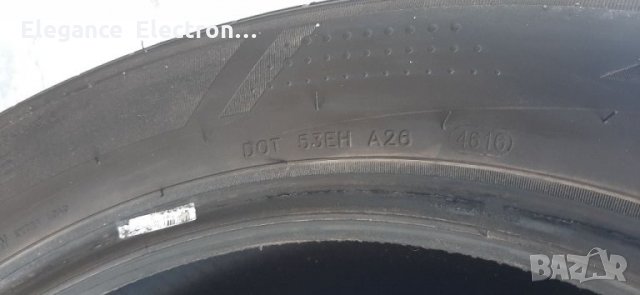 Elegance Electron...
DOT 53EH A26 4616
BAZAR